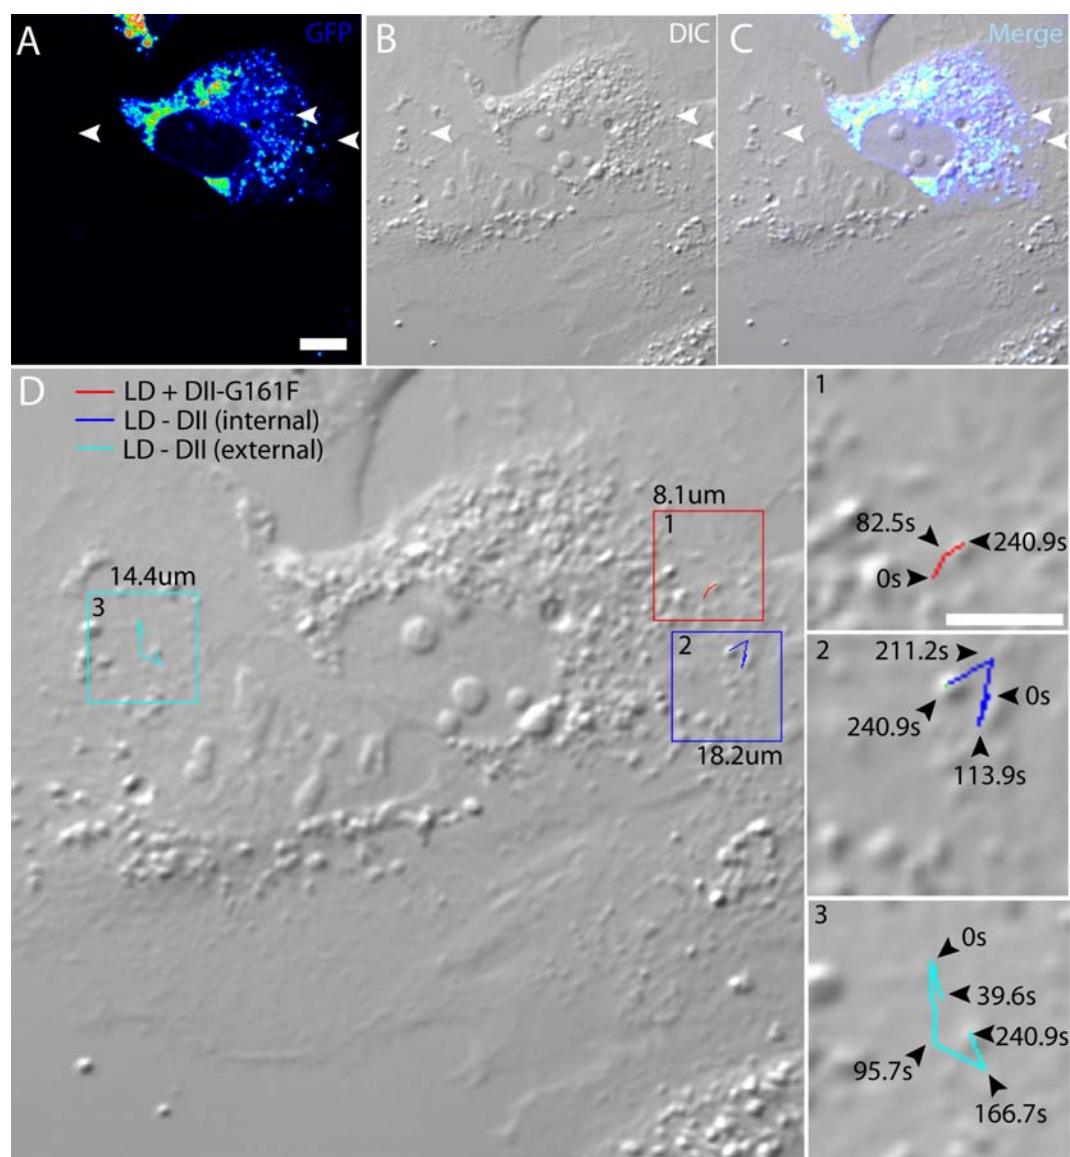 A
GFP
B
DIC
C
Merge
D
LD + DII-G161F
LD - DII (internal)
LD - DII (external)
8.1um
1
14.4um
3
2
18.2um
1
82.5s
240.9s
0s
2
211.2s
0s
240.9s
113.9s
3
0s
39.6s
240.9s
95.7s
166.7s